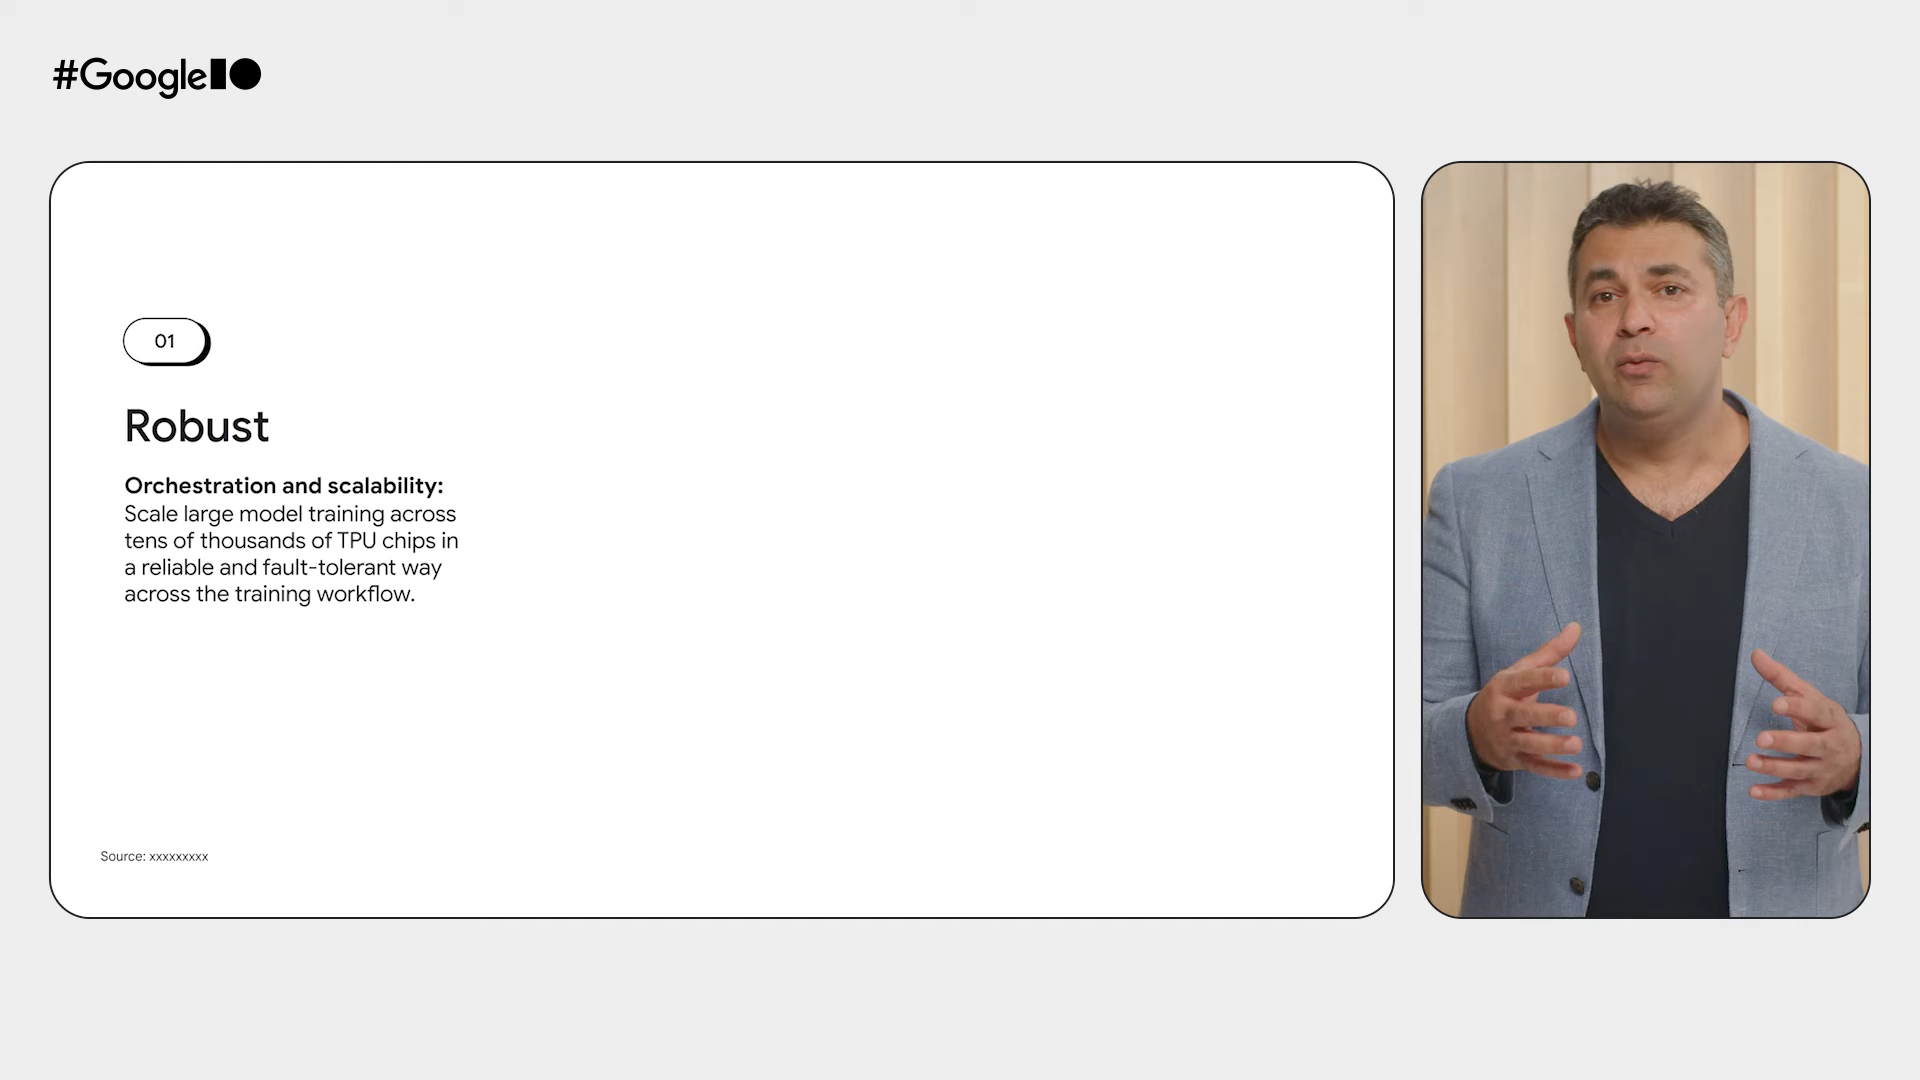 #GoogleIO
01
Robust
Orchestration and scalability:
Scale large model training across
tens of thousands of TPU chips in
a reliable and fault-tolerant way
across the training workflow.
Source: xxxxxxxxx